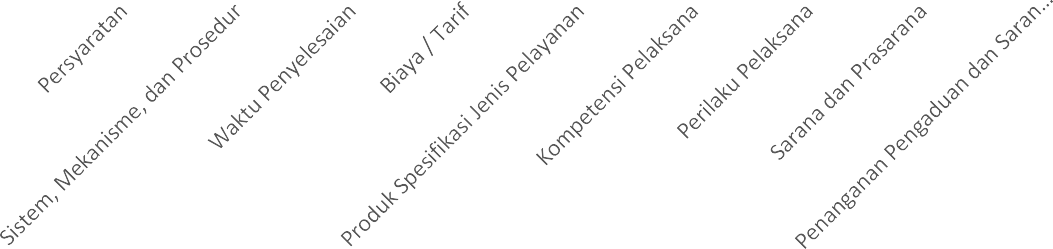 Persyaratan
Sistem, Mekanisme, dan Prosedur
Waktu Penyelesaian
Biaya / Tarif
Produk Spesifikasi Jenis Pelayanan
Kompetensi Pelaksana
Perilaku Pelaksana
Sarana dan Prasarana
Penanganan Pengaduan dan Saran...